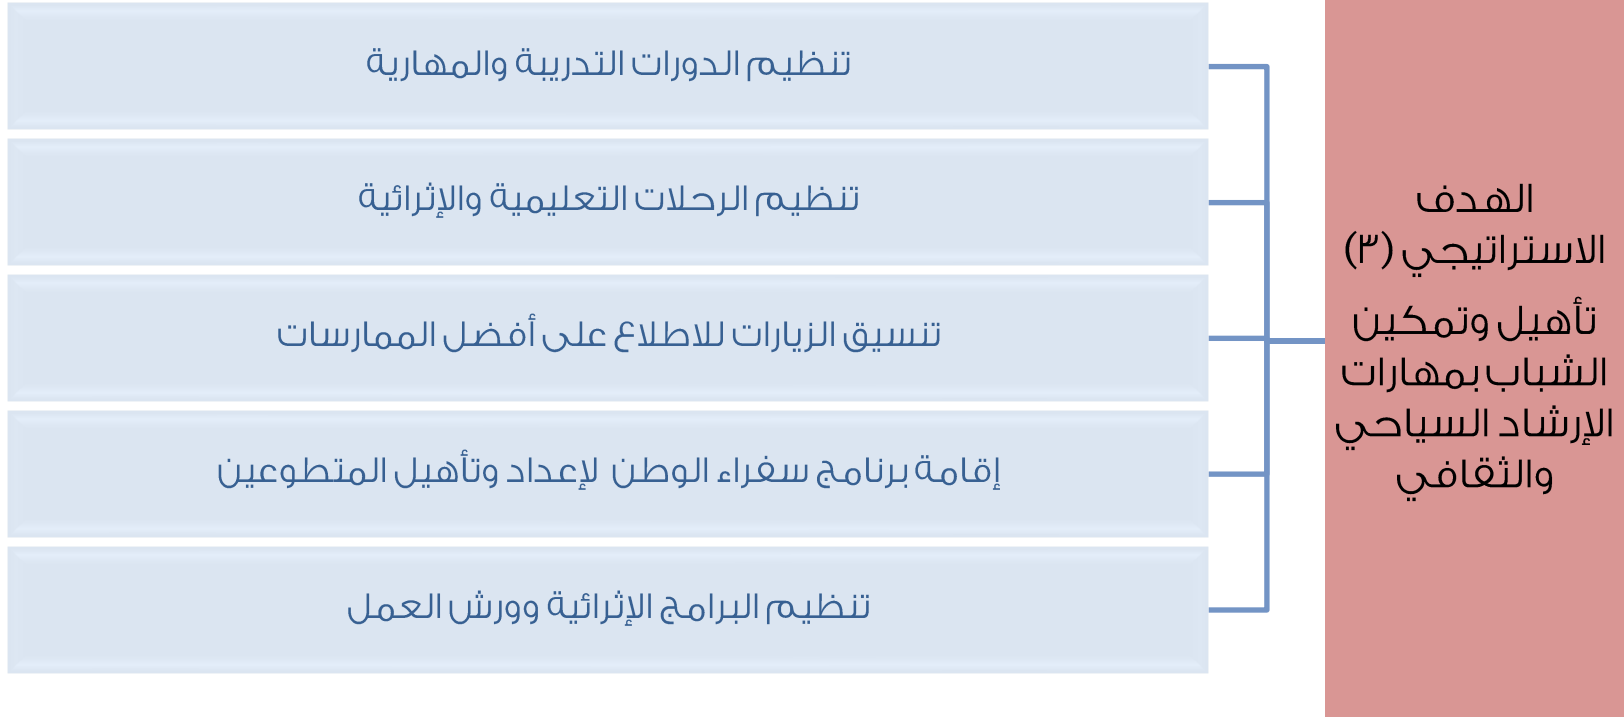 الهدف
الاستراتيجي (٣)
تأهيل وتمكين
الشباب بمهارات
الإرشاد السياحي
والثقافي
تنظيم الدورات التدريبة والمهارية
تنظيم الرحلات التعليمية والإثرائية
تنسيق الزيارات للاطلاع على أفضل الممارسات
إقامة برنامج سفراء الوطن لإعداد وتأهيل المتطوعين
تنظيم البرامج الإثرائية وورش العمل